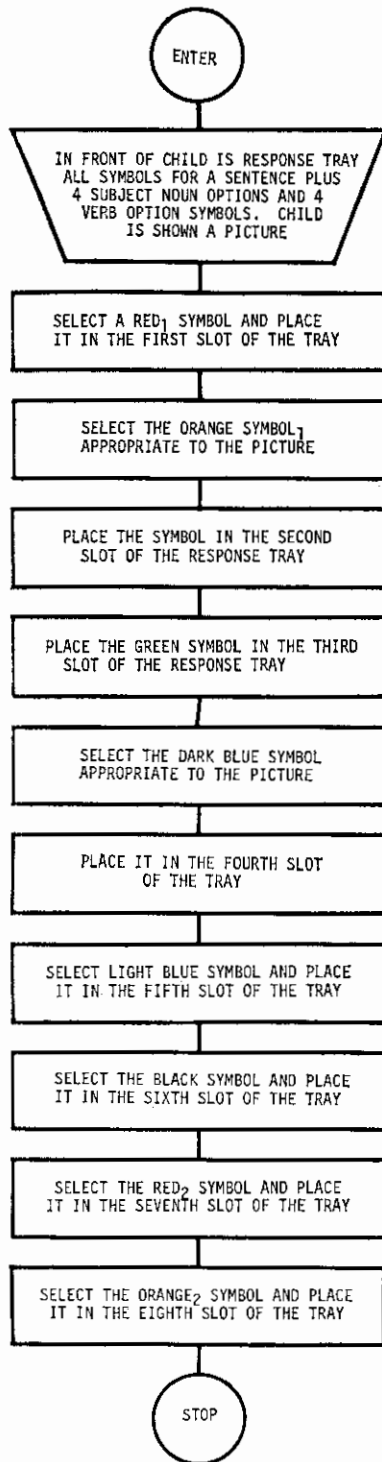 ENTER
IN FRONT OF CHILD IS RESPONSE TRAY
ALL SYMBOLS FOR A SENTENCE PLUS
4 SUBJECT NOUN OPTIONS AND 4
VERB OPTION SYMBOLS. CHILD
IS SHOWN A PICTURE
SELECT A RED₁ SYMBOL AND PLACE
IT IN THE FIRST SLOT OF THE TRAY
SELECT THE ORANGE SYMBOL₁
APPROPRIATE TO THE PICTURE
PLACE THE SYMBOL IN THE SECOND
SLOT OF THE RESPONSE TRAY
PLACE THE GREEN SYMBOL IN THE THIRD
SLOT OF THE RESPONSE TRAY
SELECT THE DARK BLUE SYMBOL
APPROPRIATE TO THE PICTURE
PLACE IT IN THE FOURTH SLOT
OF THE TRAY
SELECT LIGHT BLUE SYMBOL AND PLACE
IT IN THE FIFTH SLOT OF THE TRAY
SELECT THE BLACK SYMBOL AND PLACE
IT IN THE SIXTH SLOT OF THE TRAY
SELECT THE RED₂ SYMBOL AND PLACE
IT IN THE SEVENTH SLOT OF THE TRAY
SELECT THE ORANGE₂ SYMBOL AND PLACE
IT IN THE EIGHTH SLOT OF THE TRAY
STOP